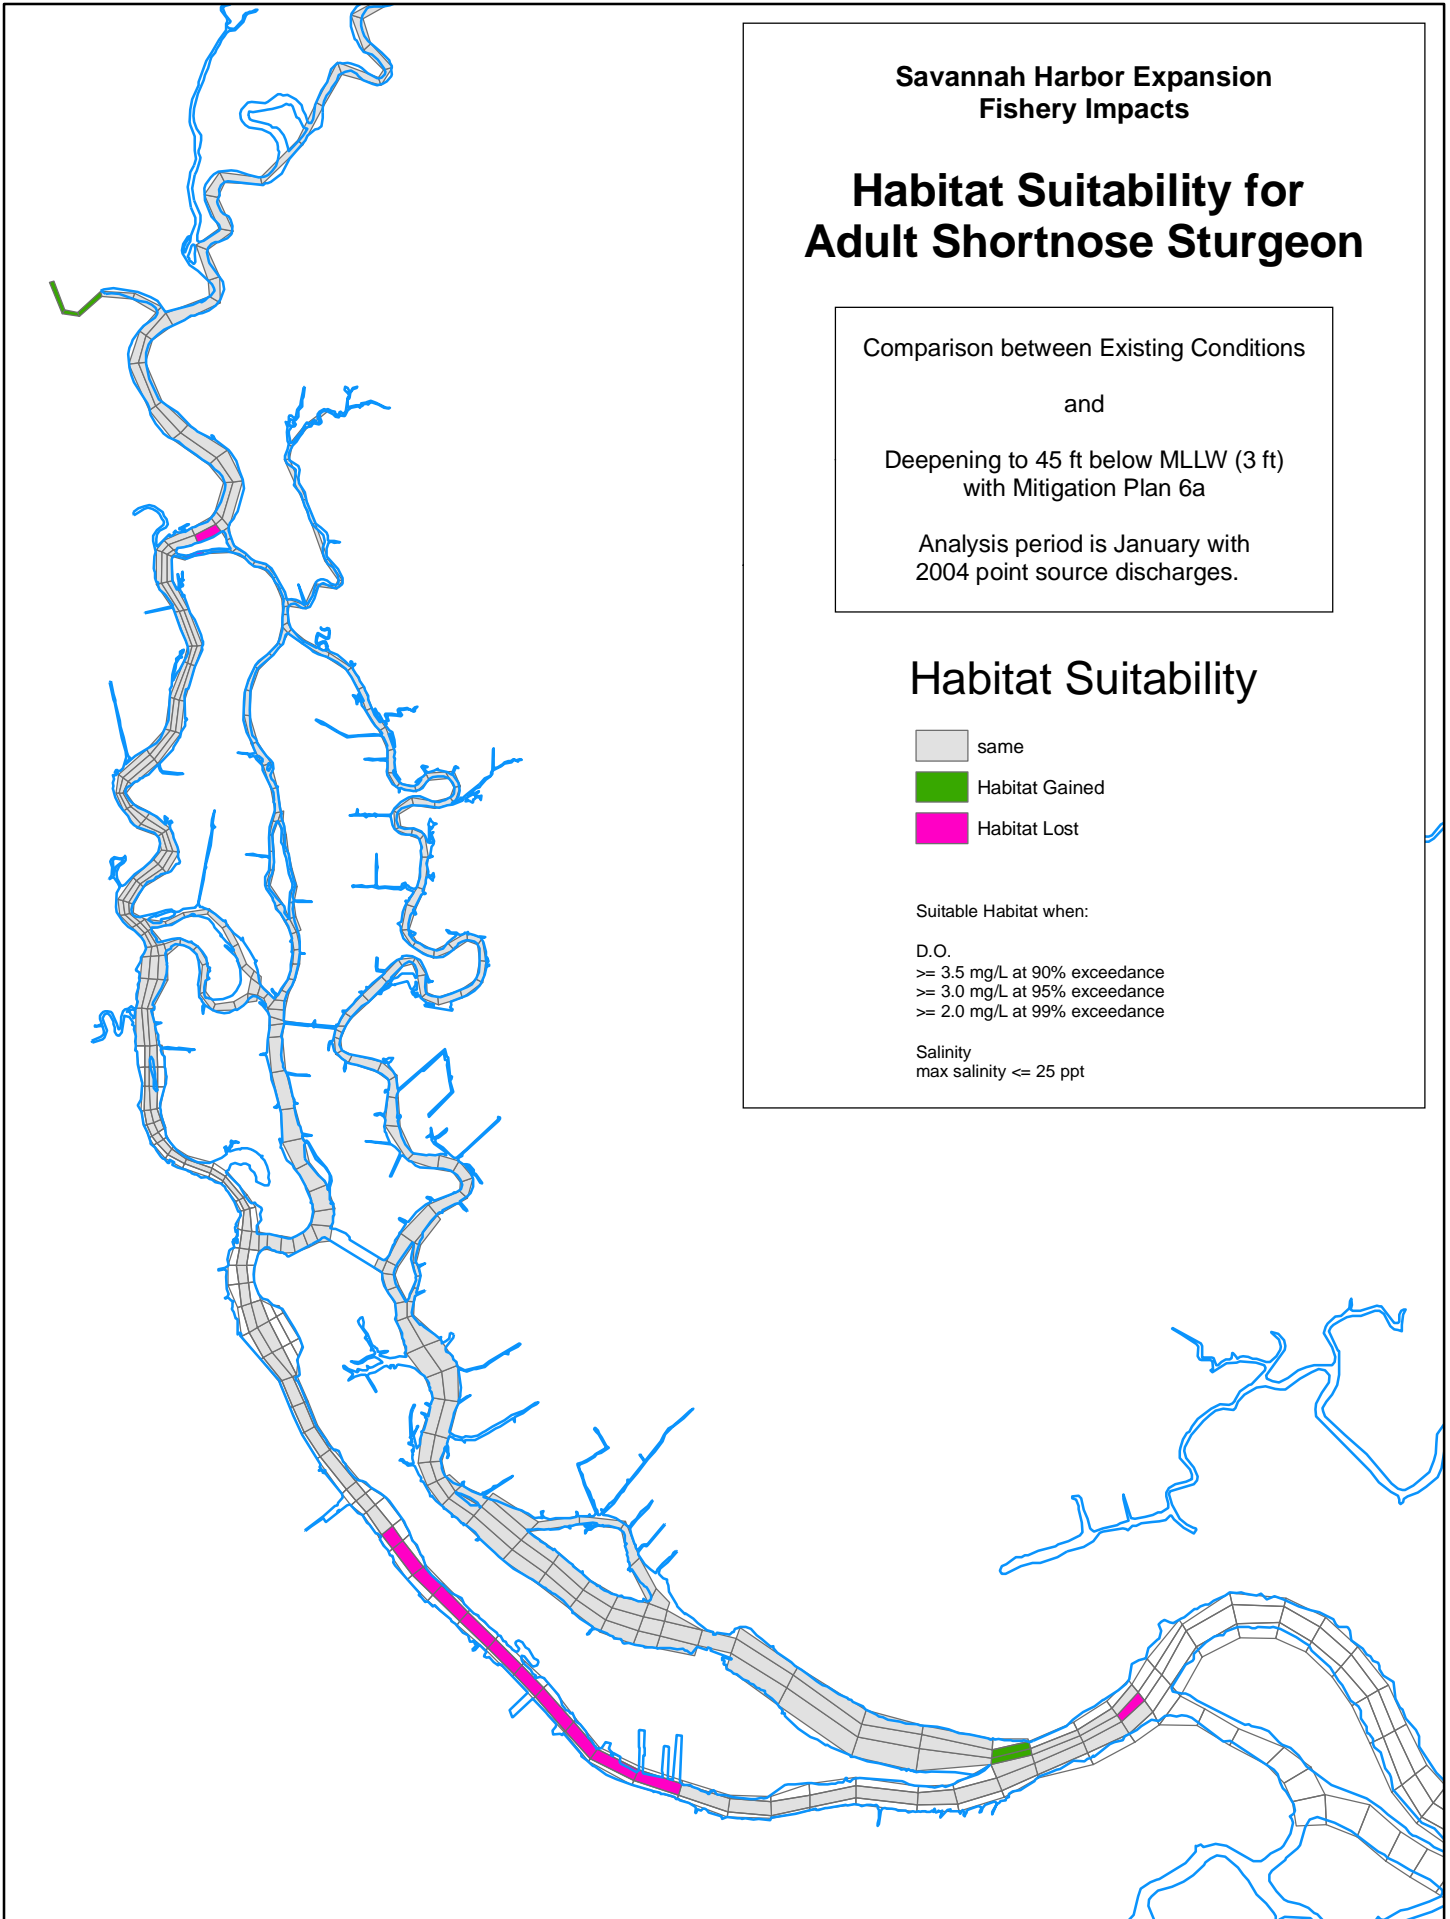 Savannah Harbor Expansion
Fishery Impacts
Habitat Suitability for
Adult Shortnose Sturgeon
Comparison between Existing Conditions
and
Deepening to 45 ft below MLLW (3 ft)
with Mitigation Plan 6a
Analysis period is January with
2004 point source discharges.
Habitat Suitability
same
Habitat Gained
Habitat Lost
Suitable Habitat when:
D.O.
>= 3.5 mg/L at 90% exceedance
>= 3.0 mg/L at 95% exceedance
>= 2.0 mg/L at 99% exceedance
Salinity
max salinity <= 25 ppt